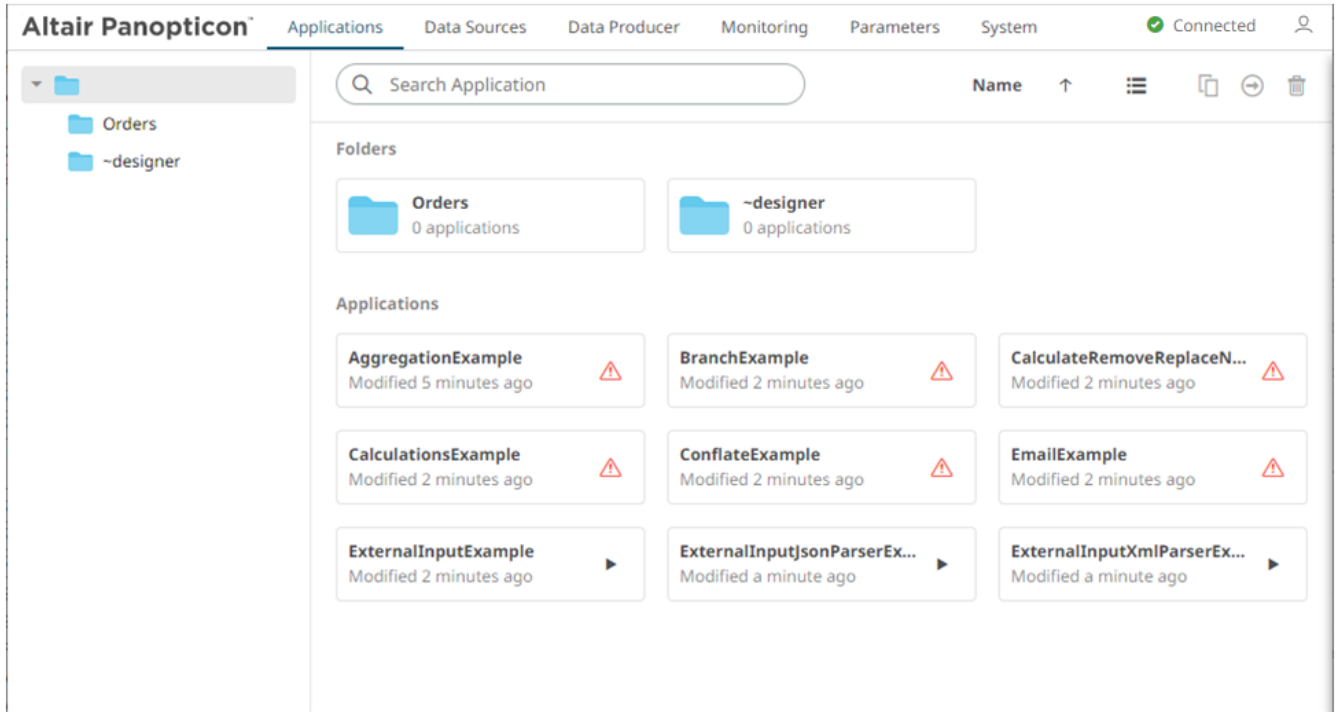 Altair Panopticon™ Applications Data Sources Data Producer Monitoring Parameters System Connected
Search Application Name
Orders
~designer
Folders
Orders
0 applications
~designer
0 applications
Applications
AggregationExample
Modified 5 minutes ago
BranchExample
Modified 2 minutes ago
CalculateRemoveReplaceN...
Modified 2 minutes ago
CalculationsExample
Modified 2 minutes ago
ConflateExample
Modified 2 minutes ago
EmailExample
Modified 2 minutes ago
ExternalInputExample
Modified 2 minutes ago
ExternalInputJsonParserEx...
Modified a minute ago
ExternalInputXmlParserEx...
Modified a minute ago